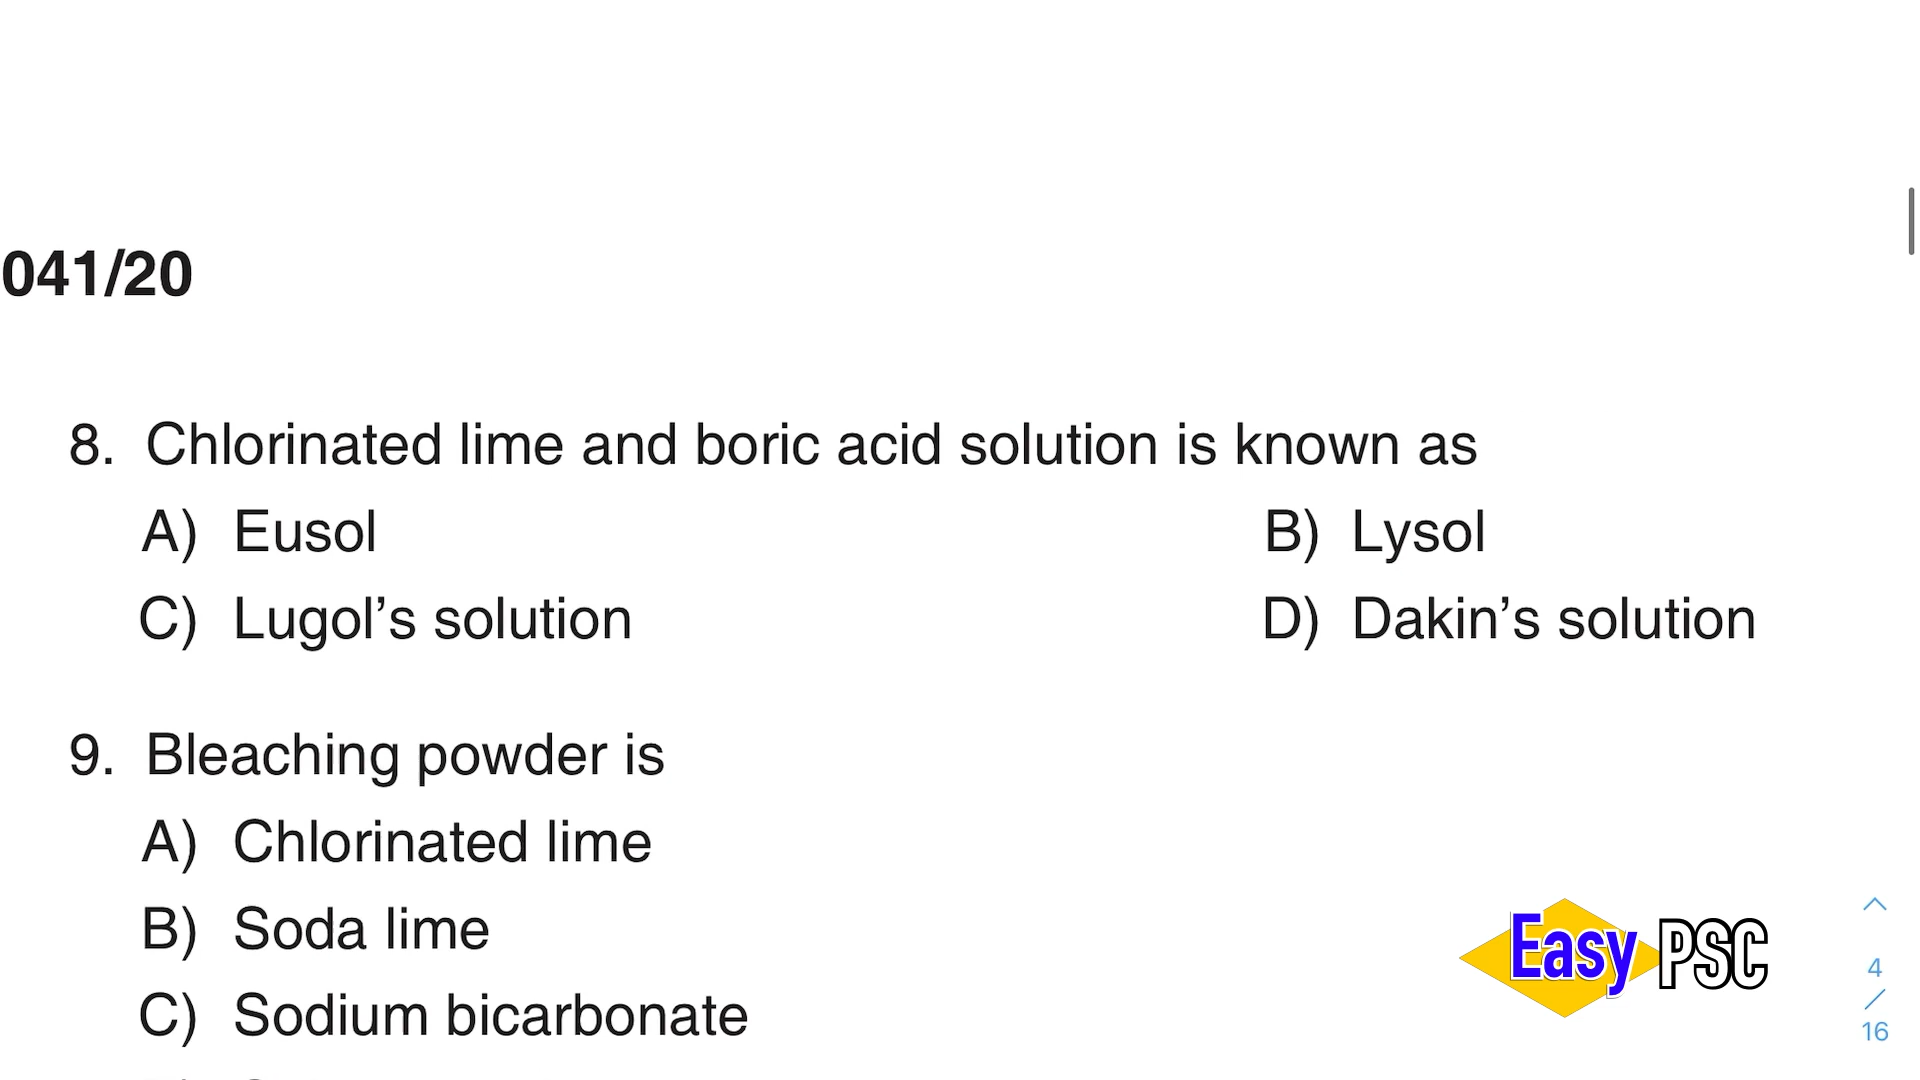 041/20
8. Chlorinated lime and boric acid solution is known as
A) Eusol
B) Lysol
C) Lugol’s solution
D) Dakin’s solution
9. Bleaching powder is
A) Chlorinated lime
B) Soda lime
C) Sodium bicarbonate
Easy PSC
4
/
16